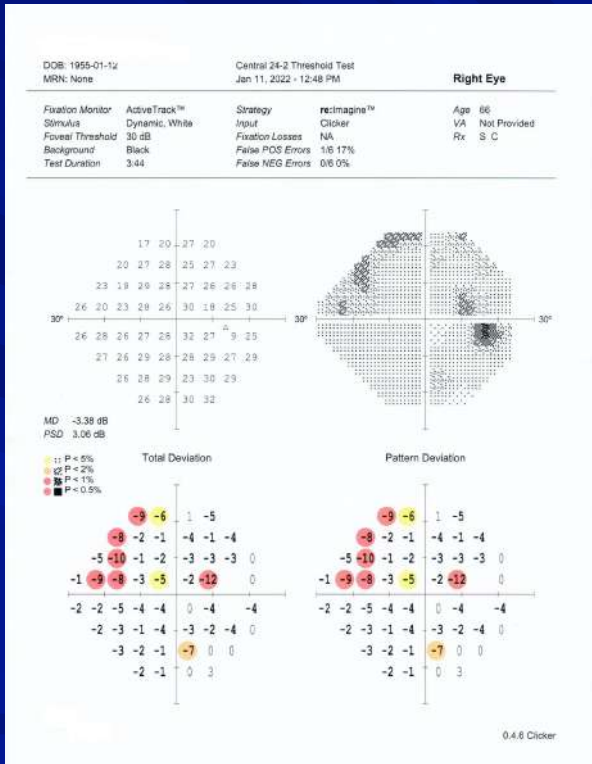 DOB: 1955-01-12
MRN: None
Central 24-2 Threshold Test
Jan 11, 2022 - 12:48 PM
Right Eye
Fixation Monitor ActiveTrack™
Stimulus Dynamic, White
Foveal Threshold 30 dB
Background Black
Test Duration 3:44
Strategy re:Imagine™
Input Clicker
Fixation Losses NA
False POS Errors 1/6 17%
False NEG Errors 0/6 0%
Age 66
VA Not Provided
Rx S C
17 20 27 20
20 27 28 25 27 23
23 19 29 28 27 28 26 28
26 20 23 28 26 30 18 25 30
30° 30° 30°
26 28 26 27 28 32 27 9 25
27 26 29 28 28 29 27 29
26 28 29 23 30 29
26 28 30 32
MD -3.38 dB
PSD 3.06 dB
P < 5%
P < 2%
P < 1%
P < 0.5%
Total Deviation
-9 -6 1 -5
-8 -2 -1 -4 -1 -4
-5 -10 -1 -2 -3 -3 -3 0
-1 -9 -8 -3 -5 -2 -12 0
-2 -2 -5 -4 -4 0 -4 -4
-2 -3 -1 -4 -3 -2 -4 0
-3 -2 -1 -7 0 0
-2 -1 0 3
Pattern Deviation
-9 -6 1 -5
-8 -2 -1 -4 -1 -4
-5 -10 -1 -2 -3 -3 -3 0
-1 -9 -8 -3 -5 -2 -12 0
-2 -2 -5 -4 -4 0 -4 -4
-2 -3 -1 -4 -3 -2 -4 0
-3 -2 -1 -7 0 0
-2 -1 0 3
0.4.6 Clicker